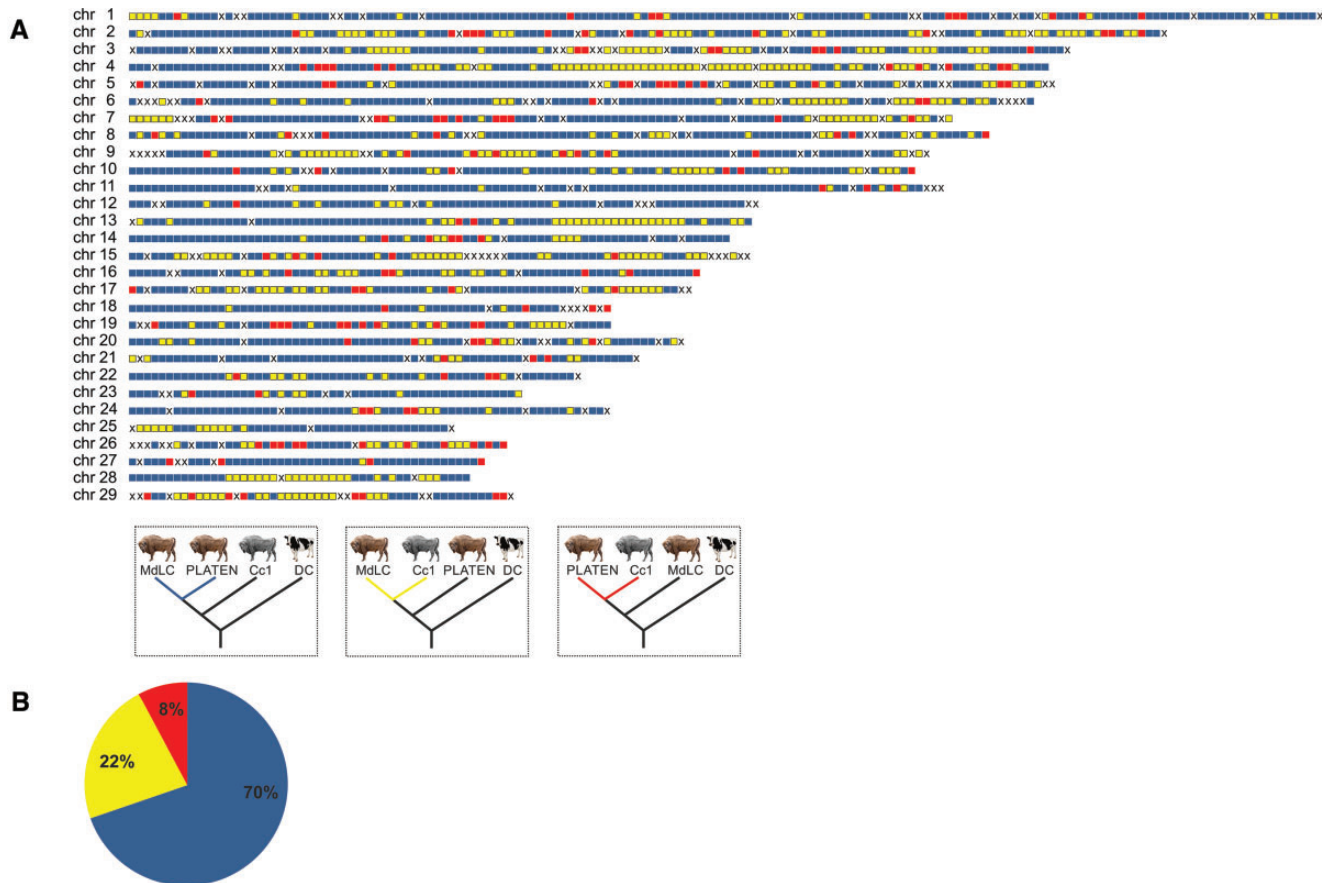 A
chr 1
chr 2
chr 3
chr 4
chr 5
chr 6
chr 7
chr 8
chr 9
chr 10
chr 11
chr 12
chr 13
chr 14
chr 15
chr 16
chr 17
chr 18
chr 19
chr 20
chr 21
chr 22
chr 23
chr 24
chr 25
chr 26
chr 27
chr 28
chr 29
MdLC PLATEN Cc1 DC
MdLC Cc1 PLATEN DC
PLATEN Cc1 MdLC DC
B
8%
22%
70%